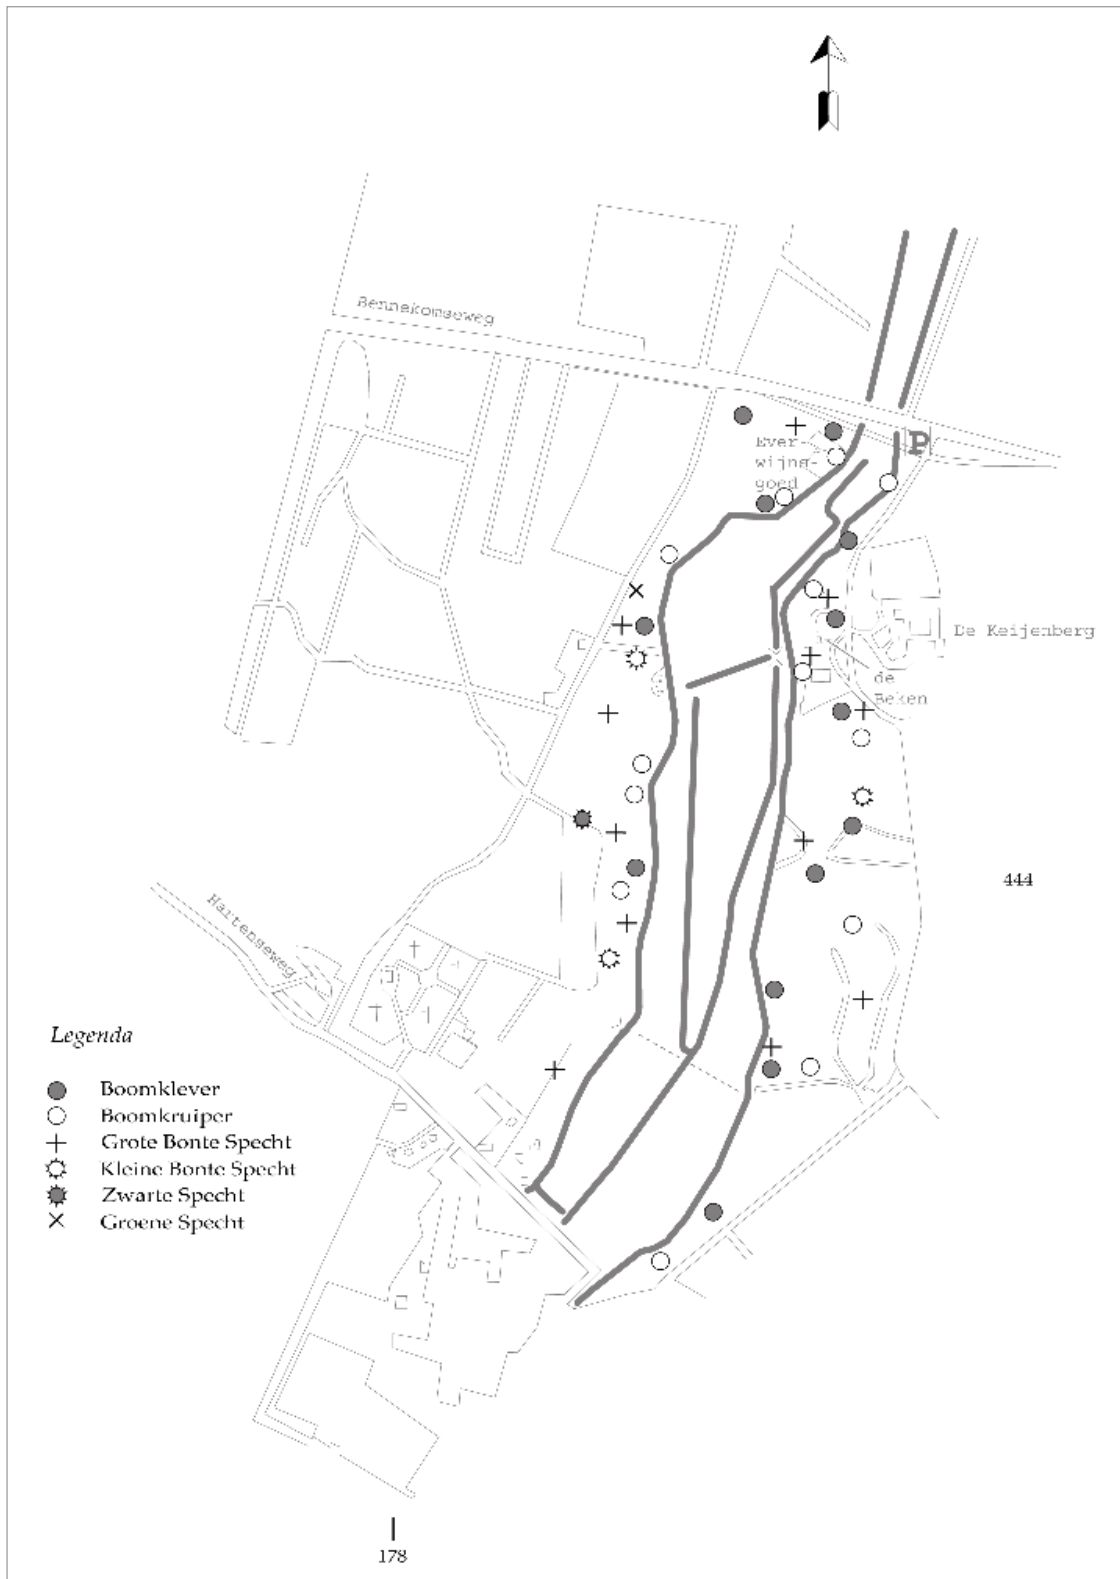 Bennekomseweg
P
Ever-
wijns-
goed
De Keijenberg
de
Beken
444
Hartenseweg
Legenda
Boomklever
Boomkruiper
Grote Bonte Specht
Kleine Bonte Specht
Zwarte Specht
Groene Specht
178